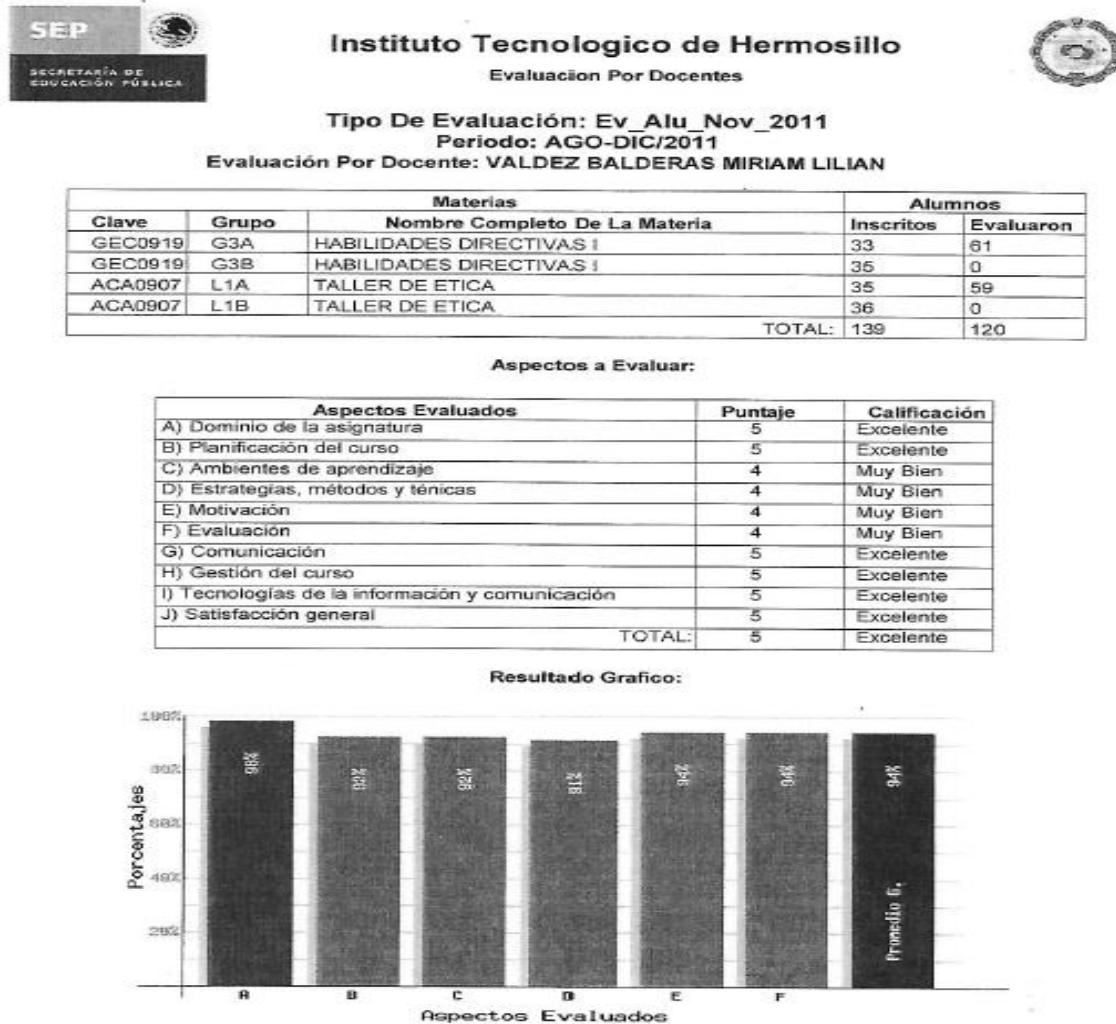 SEP
SECRETARÍA DE
EDUCACIÓN PÚBLICA
Instituto Tecnologico de Hermosillo
Evaluacion Por Docentes
Tipo De Evaluación: Ev_Alu_Nov_2011
Periodo: AGO-DIC/2011
Evaluación Por Docente: VALDEZ BALDERAS MIRIAM LILIAN
Materias Alumnos
Clave Grupo Nombre Completo De La Materia Inscritos Evaluaron
GEC0919 G3A HABILIDADES DIRECTIVAS I 33 61
GEC0919 G3B HABILIDADES DIRECTIVAS I 35 0
ACA0907 L1A TALLER DE ETICA 35 59
ACA0907 L1B TALLER DE ETICA 36 0
TOTAL: 139 120
Aspectos a Evaluar:
Aspectos Evaluados Puntaje Calificación
A) Dominio de la asignatura 5 Excelente
B) Planificación del curso 5 Excelente
C) Ambientes de aprendizaje 4 Muy Bien
D) Estrategias, métodos y ténicas 4 Muy Bien
E) Motivación 4 Muy Bien
F) Evaluación 4 Muy Bien
G) Comunicación 5 Excelente
H) Gestión del curso 5 Excelente
I) Tecnologías de la información y comunicación 5 Excelente
J) Satisfacción general 5 Excelente
TOTAL: 5 Excelente
Resultado Grafico:
Porcentajes
100%
80%
60%
40%
20%
98% 92% 92% 91% 94% 94% 94%
Promedio G.
A B C D E F
Aspectos Evaluados